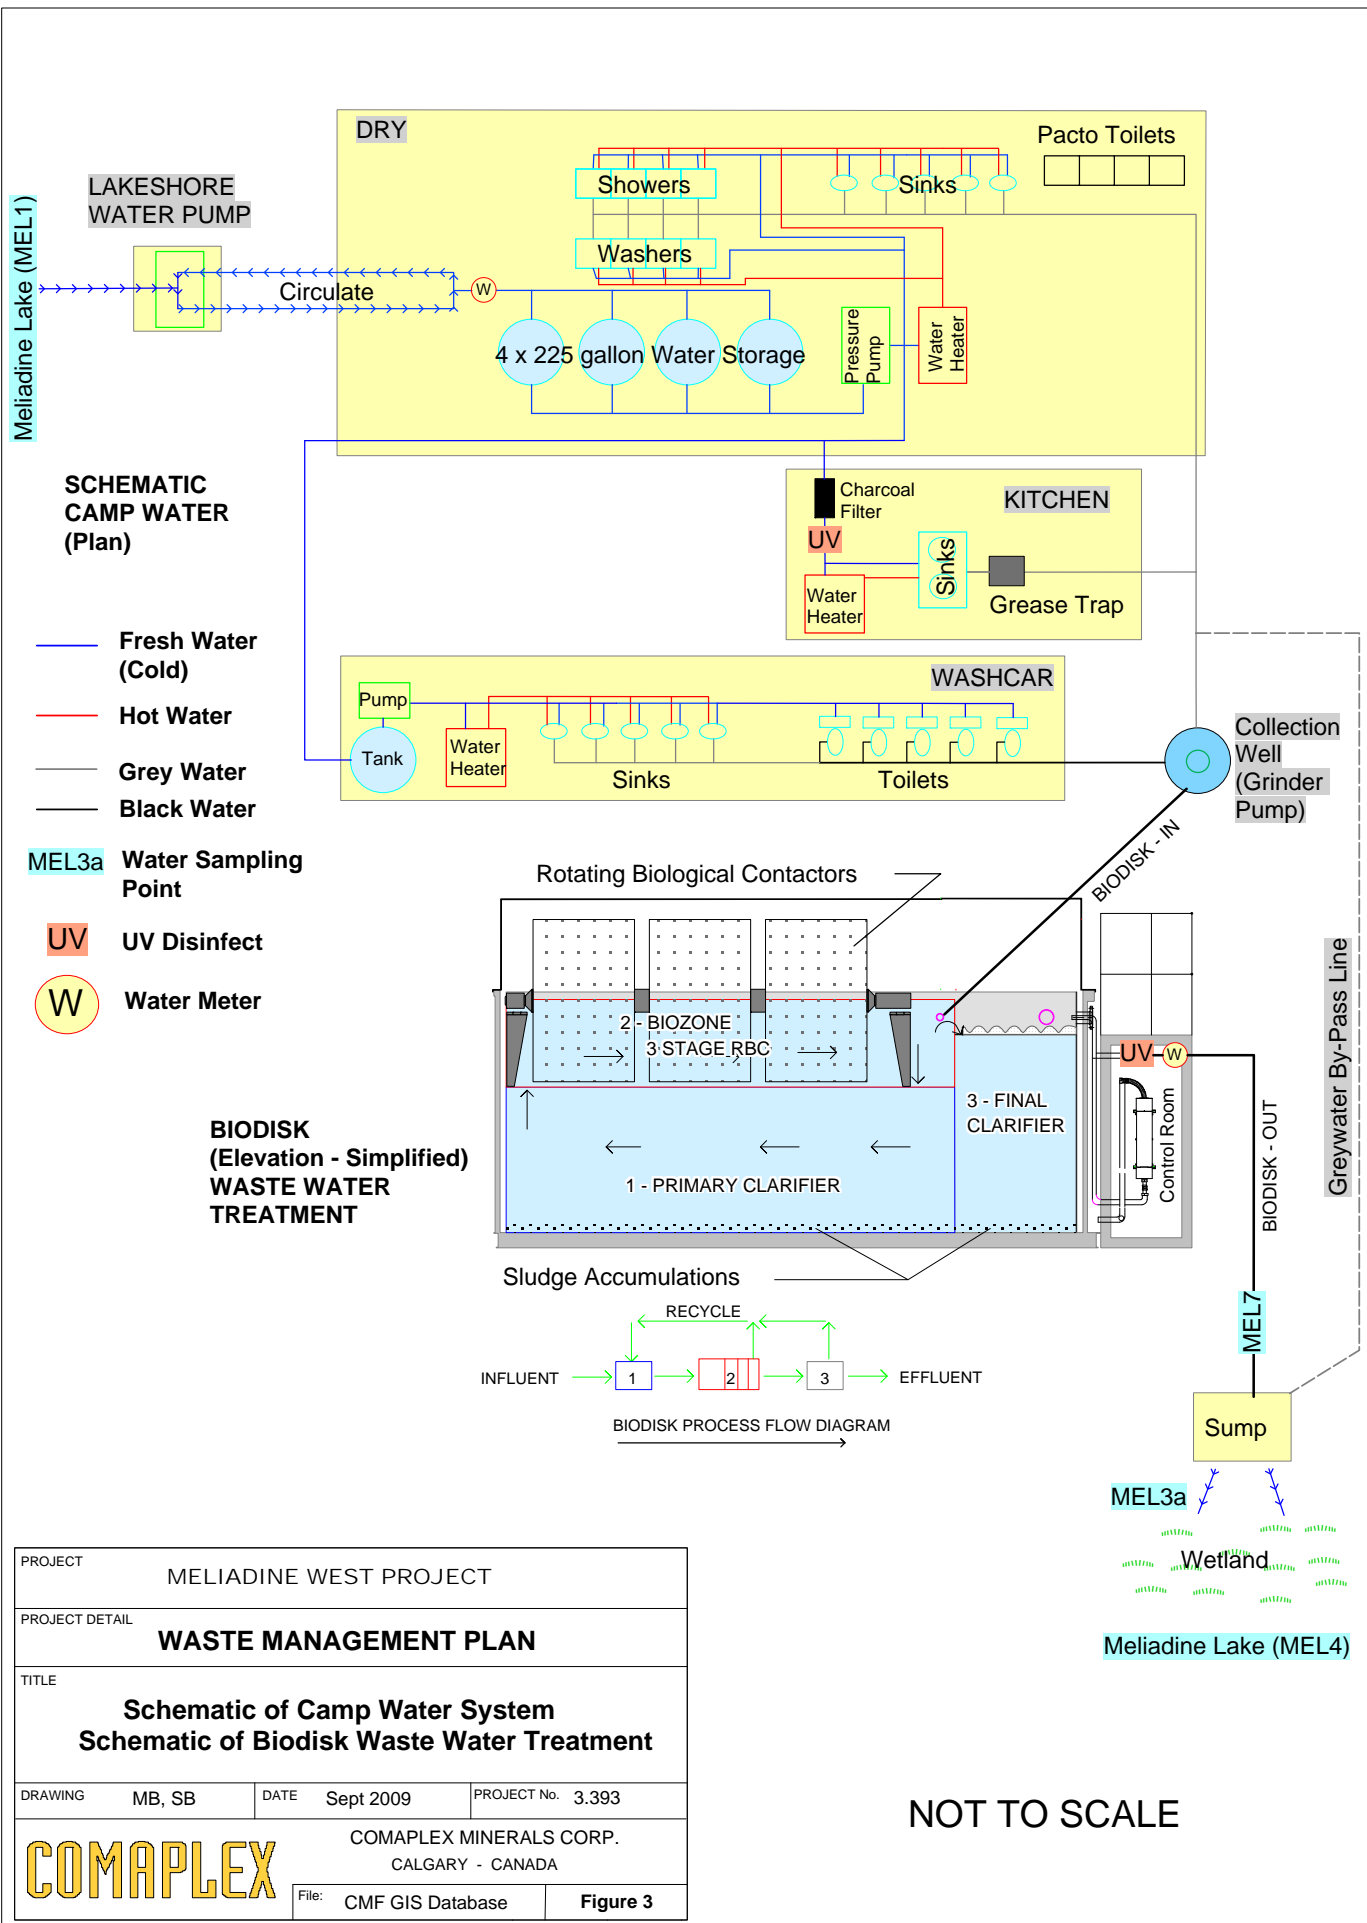 DRY
Pacto Toilets
LAKESHORE
WATER PUMP
Showers
Sinks
Meliadine Lake (MEL1)
Washers
Circulate
W
4 x 225 gallon Water Storage
Pressure
Pump
Water
Heater
SCHEMATIC
CAMP WATER
(Plan)
Charcoal
Filter
KITCHEN
UV
Sinks
Water
Heater
Grease Trap
Fresh Water
(Cold)
Hot Water
Grey Water
Black Water
MEL3a Water Sampling
Point
UV UV Disinfect
W Water Meter
WASHCAR
Pump
Tank
Water
Heater
Sinks
Toilets
Collection
Well
(Grinder
Pump)
BIODISK - IN
Rotating Biological Contactors
2 - BIOZONE
3 STAGE RBC
UV
W
3 - FINAL
CLARIFIER
Control Room
BIODISK - OUT
Greywater By-Pass Line
BIODISK
(Elevation - Simplified)
WASTE WATER
TREATMENT
1 - PRIMARY CLARIFIER
Sludge Accumulations
MEL7
RECYCLE
INFLUENT
1
2
3
EFFLUENT
BIODISK PROCESS FLOW DIAGRAM
Sump
MEL3a
Wetland
Meliadine Lake (MEL4)
PROJECT
MELIADINE WEST PROJECT
PROJECT DETAIL
WASTE MANAGEMENT PLAN
TITLE
Schematic of Camp Water System
Schematic of Biodisk Waste Water Treatment
DRAWING MB, SB DATE Sept 2009 PROJECT No. 3.393
COMAPLEX
COMAPLEX MINERALS CORP.
CALGARY - CANADA
File: CMF GIS Database Figure 3
NOT TO SCALE